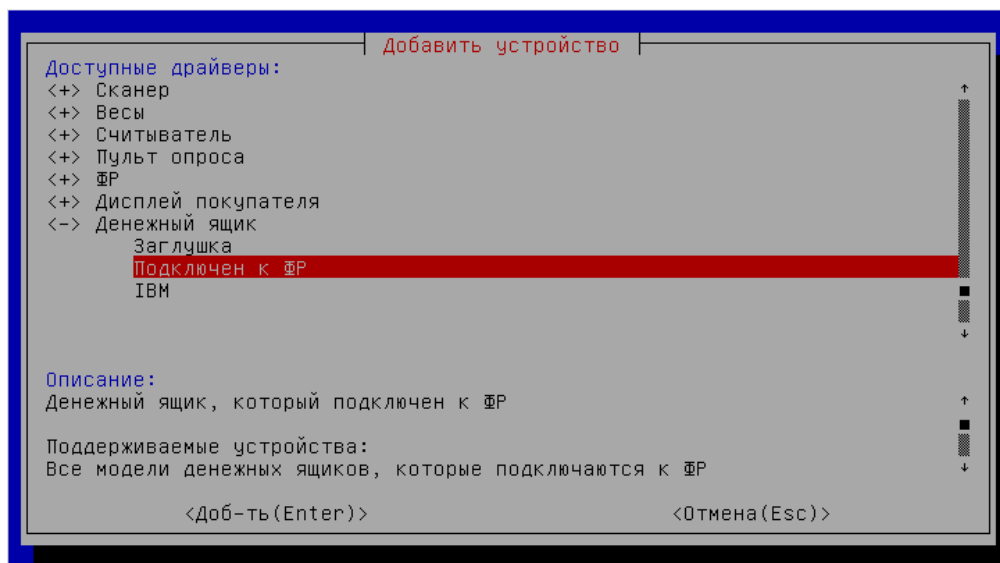 Добавить устройство
Доступные драйверы:
<+> Сканер
<+> Весы
<+> Считыватель
<+> Пульт опроса
<+> ФР
<+> Дисплей покупателя
<-> Денежный ящик
Заглушка
Подключен к ФР
IBM
Описание:
Денежный ящик, который подключен к ФР
Поддерживаемые устройства:
Все модели денежных ящиков, которые подключаются к ФР
<Доб-ть(Enter)> <Отмена(Esc)>